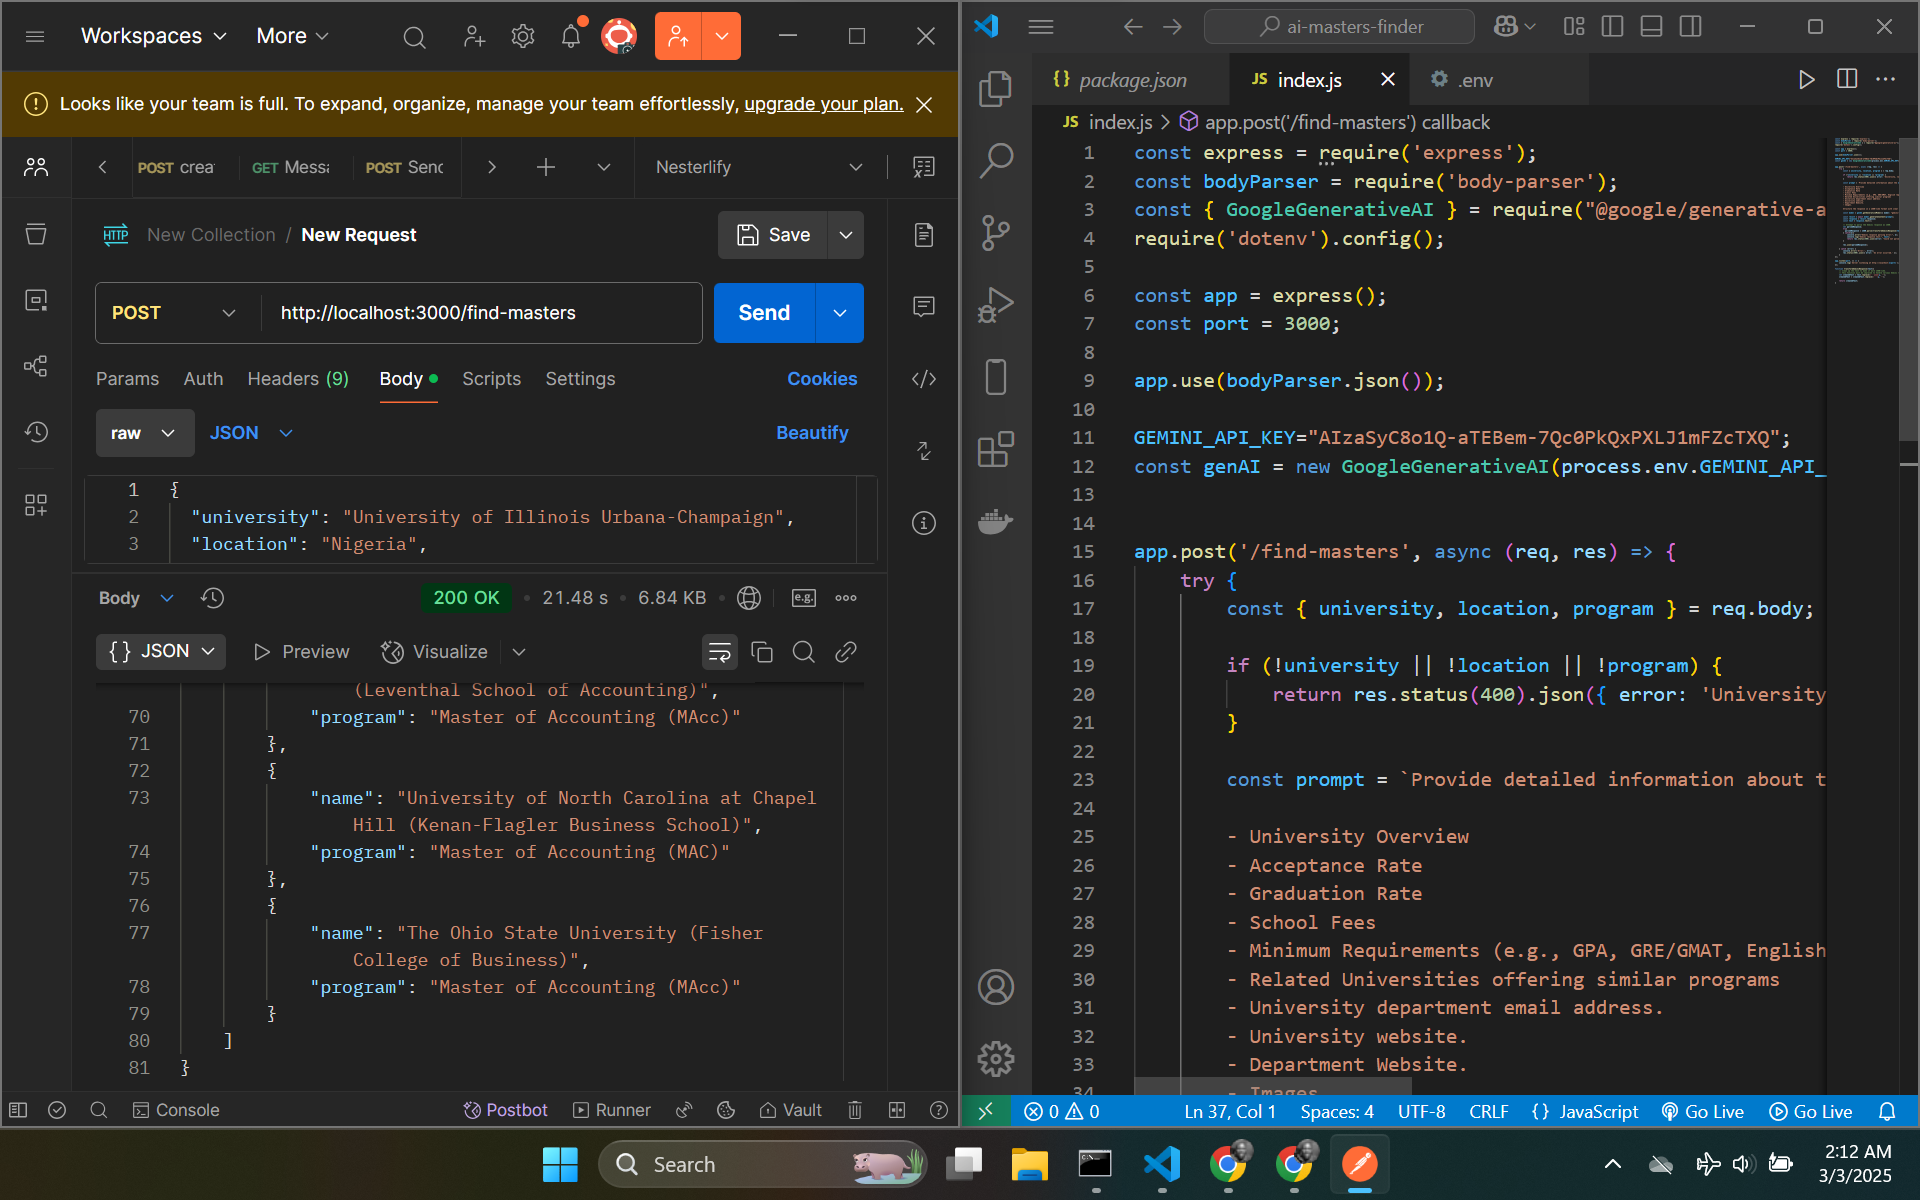 Workspaces
More
Looks like your team is full. To expand, organize, manage your team effortlessly, upgrade your plan.
POST crea
GET Messa
POST Senc
Nesterlify
HTTP
New Collection / New Request
Save
POST
http://localhost:3000/find-masters
Send
Params
Auth
Headers (9)
Body
Scripts
Settings
Cookies
raw
JSON
Beautify
1 {
2 "university": "University of Illinois Urbana-Champaign",
3 "location": "Nigeria",
Body
200 OK
21.48 s
6.84 KB
e.g.
{} JSON
Preview
Visualize
(Leventhal School of Accounting)",
70 "program": "Master of Accounting (MAcc)"
71 },
72 {
73 "name": "University of North Carolina at Chapel
Hill (Kenan-Flagler Business School)",
74 "program": "Master of Accounting (MAC)"
75 },
76 {
77 "name": "The Ohio State University (Fisher
College of Business)",
78 "program": "Master of Accounting (MAcc)"
79 }
80 ]
81 }
Console
Postbot
Runner
Vault
ai-masters-finder
{} package.json
JS index.js
.env
JS index.js > app.post('/find-masters') callback
1 const express = require('express');
2 const bodyParser = require('body-parser');
3 const { GoogleGenerativeAI } = require("@google/generative-a
4 require('dotenv').config();
5
6 const app = express();
7 const port = 3000;
8
9 app.use(bodyParser.json());
10
11 GEMINI_API_KEY="AIzaSyC8o1Q-aTEBem-7Qc0PkQxPXLJ1mFZcTXQ";
12 const genAI = new GoogleGenerativeAI(process.env.GEMINI_API_
13
14
15 app.post('/find-masters', async (req, res) => {
16 try {
17 const { university, location, program } = req.body;
18
19 if (!university || !location || !program) {
20 return res.status(400).json({ error: 'University
21 }
22
23 const prompt = `Provide detailed information about t
24
25 - University Overview
26 - Acceptance Rate
27 - Graduation Rate
28 - School Fees
29 - Minimum Requirements (e.g., GPA, GRE/GMAT, English
30 - Related Universities offering similar programs
31 - University department email address.
32 - University website.
33 - Department Website.
34 - Images
0
0
Ln 37, Col 1
Spaces: 4
UTF-8
CRLF
{} JavaScript
Go Live
Go Live
Search
2:12 AM
3/3/2025